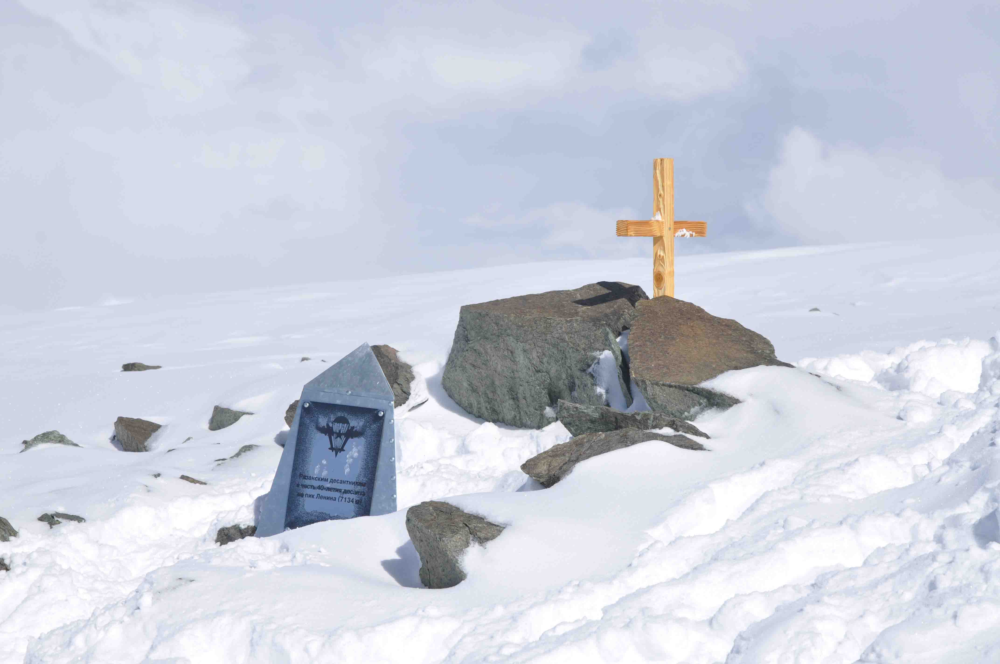 Рязанским десантникам
в честь 40-летия десанта
на пик Ленина (7134 м)